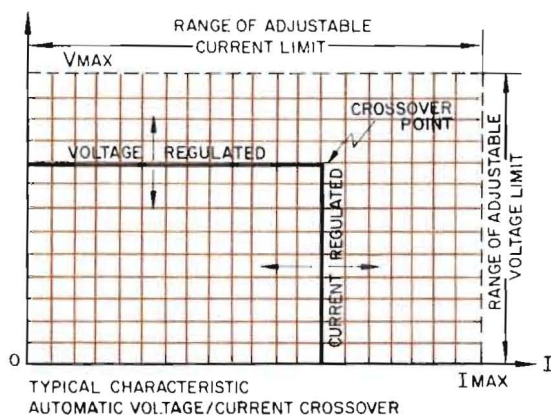 RANGE OF ADJUSTABLE
CURRENT LIMIT
VMAX
CROSSOVER
POINT
VOLTAGE REGULATED
CURRENT REGULATED
RANGE OF ADJUSTABLE
VOLTAGE LIMIT
O
I
IMAX
TYPICAL CHARACTERISTIC
AUTOMATIC VOLTAGE/CURRENT CROSSOVER